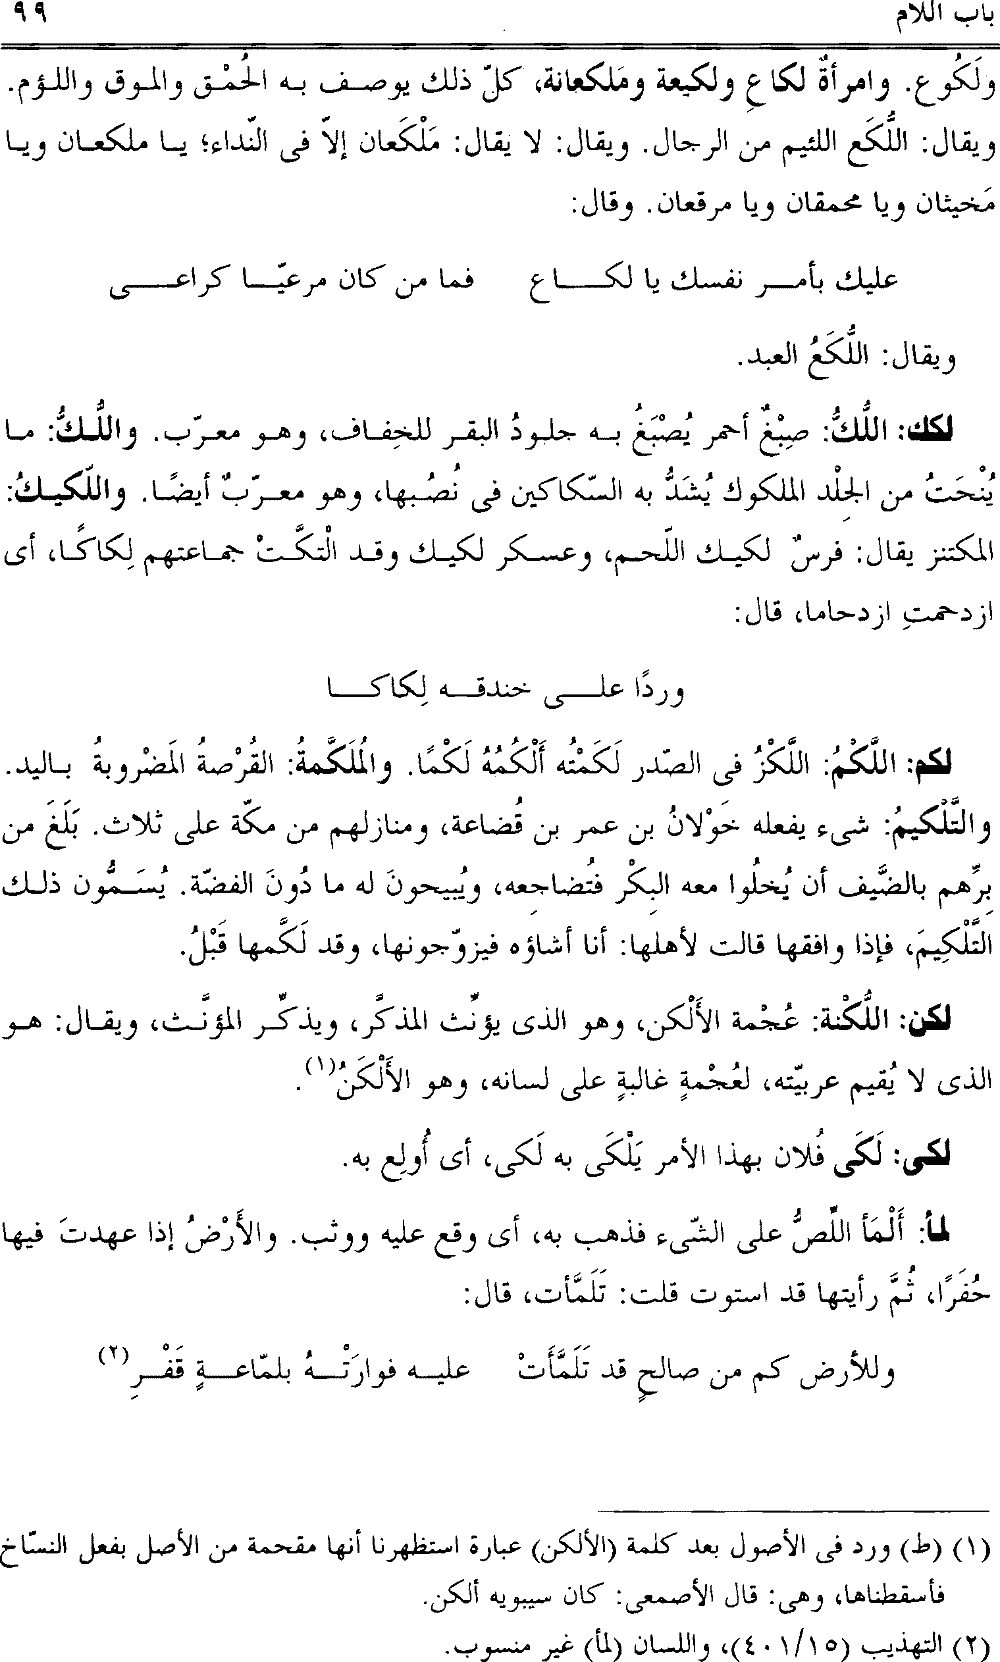 باب اللام ٩٩
ولَكُوع. وامرأةٌ لكاعِ ولكيعة ومَلكعانة، كلّ ذلك يوصف به الحُمْق والموق واللؤم.
ويقال: اللُّكَع اللئيم من الرجال. ويقال: لا يقال: مَلْكَعان إلاّ فى النّداء؛ يا ملكعان ويا
مَخيثان ويا محمقان ويا مرقعان. وقال:
عليك بأمر نفسك يا لكاع فما من كان مرعيّا كراعى
ويقال: اللُّكَعُ العبد.
لكك: اللُّكُّ: صِبْغٌ أحمر يُصْبَغُ به جلودُ البقر للخِفاف، وهو معرّب. واللُّكُّ: ما
يُنْحَتُ من الجِلْد الملكوك يُشَدُّ به السّكاكين فى نُصُبها، وهو معرّبٌ أيضًا. واللّكيكُ:
المكتنز يقال: فرسٌ لكيك اللّحم، وعسكر لكيك وقد الْتكَّتْ جماعتهم لِكاكًا، أى
ازدحمتِ ازدحاما، قال:
وردًا على خندقه لِكاكا
لكم: اللَّكْمُ: اللَّكْزُ فى الصّدر لَكَمْتُه أَلْكُمُهُ لَكْمًا. والمُلَكَّمةُ: القُرْصةُ المَضْروبةُ باليد.
والتَّلْكيمُ: شىء يفعله خَوْلانُ بن عمر بن قُضاعة، ومنازلهم من مكّة على ثلاث. بَلَغَ من
بِرِّهم بالضَّيف أن يُخلُوا معه البِكْر فتُضاجِعه، ويُبيحونَ له ما دُونَ الفضّة. يُسَمُّون ذلك
التَّلْكِيمَ، فإذا وافقها قالت لأهلها: أنا أشاؤه فيزوّجونها، وقد لَكَّمها قَبْلُ.
لكن: اللُّكْنة: عُجْمة الأَلْكن، وهو الذى يؤنِّث المذكَّر، ويذكِّر المؤنَّث، ويقال: هو
الذى لا يُقيم عربيّته، لعُجْمةٍ غالبةٍ على لسانه، وهو الأَلْكَنُ(١).
لكى: لَكَى فُلان بهذا الأمر يَلْكَى به لَكى، أى أُولِع به.
لمأ: أَلْمَأ اللِّصُّ على الشّىء فذهب به، أى وقع عليه ووثب. والأَرْضُ إذا عهدتَ فيها
حُفَرًا، ثُمَّ رأيتها قد استوت قلت: تَلَمَّأت، قال:
وللأرض كم من صالحٍ قد تَلَمَّأَتْ عليه فوارَتْهُ بلمّاعةٍ قَفْرِ(٢)
(١) (ط) ورد فى الأصول بعد كلمة (الألكن) عبارة استظهرنا أنها مقحمة من الأصل بفعل النسّاخ
فأسقطناها، وهى: قال الأصمعى: كان سيبويه ألكن.
(٢) التهذيب (٤٠١/١٥)، واللسان (لمأ) غير منسوب.